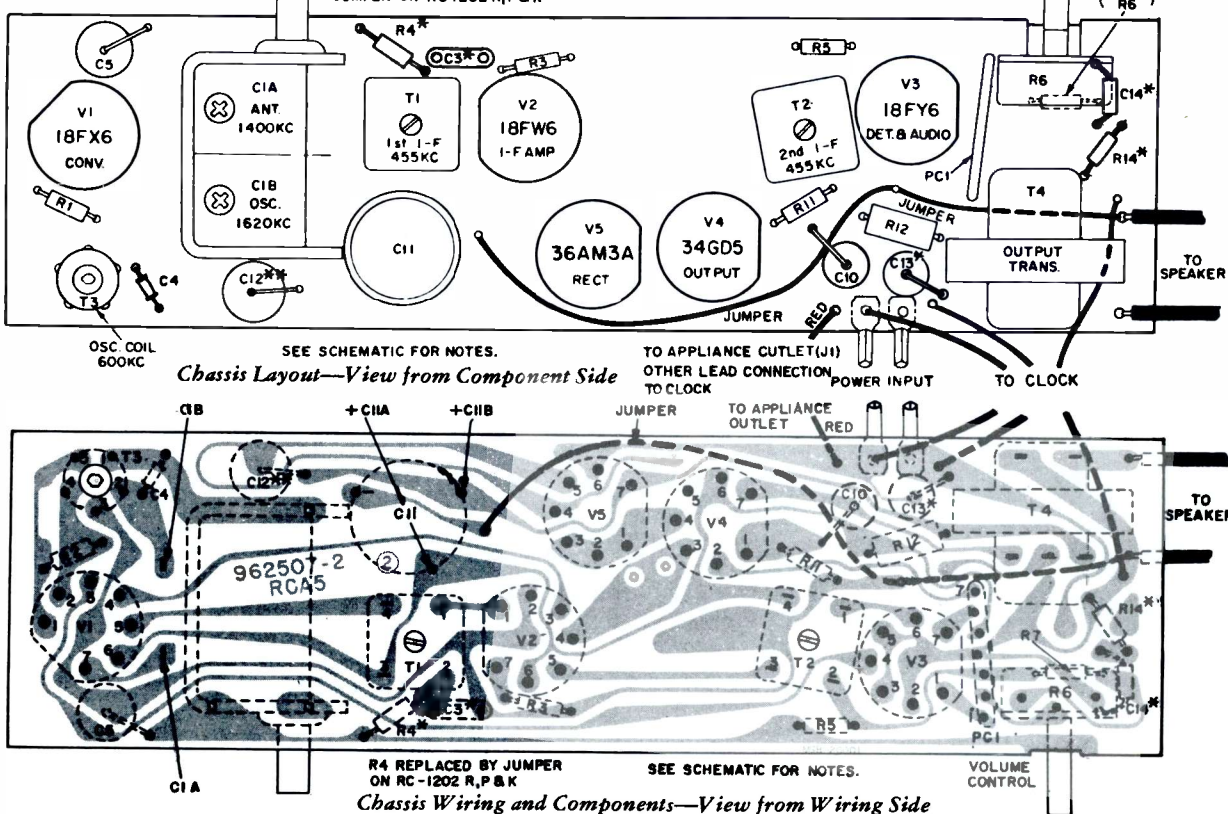 R6
R4*
C3*
R3
R5
C5
V1
18FX6
CONV.
C1A
ANT.
1400KC
C1B
OSC.
1620KC
T1
1st I-F
455KC
V2
18FW6
I-F AMP
T2
2nd I-F
455KC
V3
18FY6
DET. & AUDIO
R6
C14*
R14*
PC1
T4
R1
T3
C4
C12**
C11
V5
36AM3A
RECT
V4
34GD5
OUTPUT
R11
JUMPER
R12
C10
C13*
OUTPUT
TRANS.
TO
SPEAKER
OSC. COIL
600KC
JUMPER
RED
SEE SCHEMATIC FOR NOTES.
TO APPLIANCE OUTLET (J1)
OTHER LEAD CONNECTION
TO CLOCK
POWER INPUT
TO CLOCK
Chassis Layout—View from Component Side
C1B
+C11A
+C11B
JUMPER
TO APPLIANCE
OUTLET
RED
T3
C4
C12**
C11
V5
V4
C10
C13*
R12
T4
TO
SPEAKER
962507-2
RCA5
2
R11
V1
T1
V2
T2
V3
R7
R6
R14*
C14*
R4*
C3*
R3
R5
PC1
C1A
R4 REPLACED BY JUMPER
ON RC-1202 R,P & K
SEE SCHEMATIC FOR NOTES.
VOLUME
CONTROL
Chassis Wiring and Components—View from Wiring Side